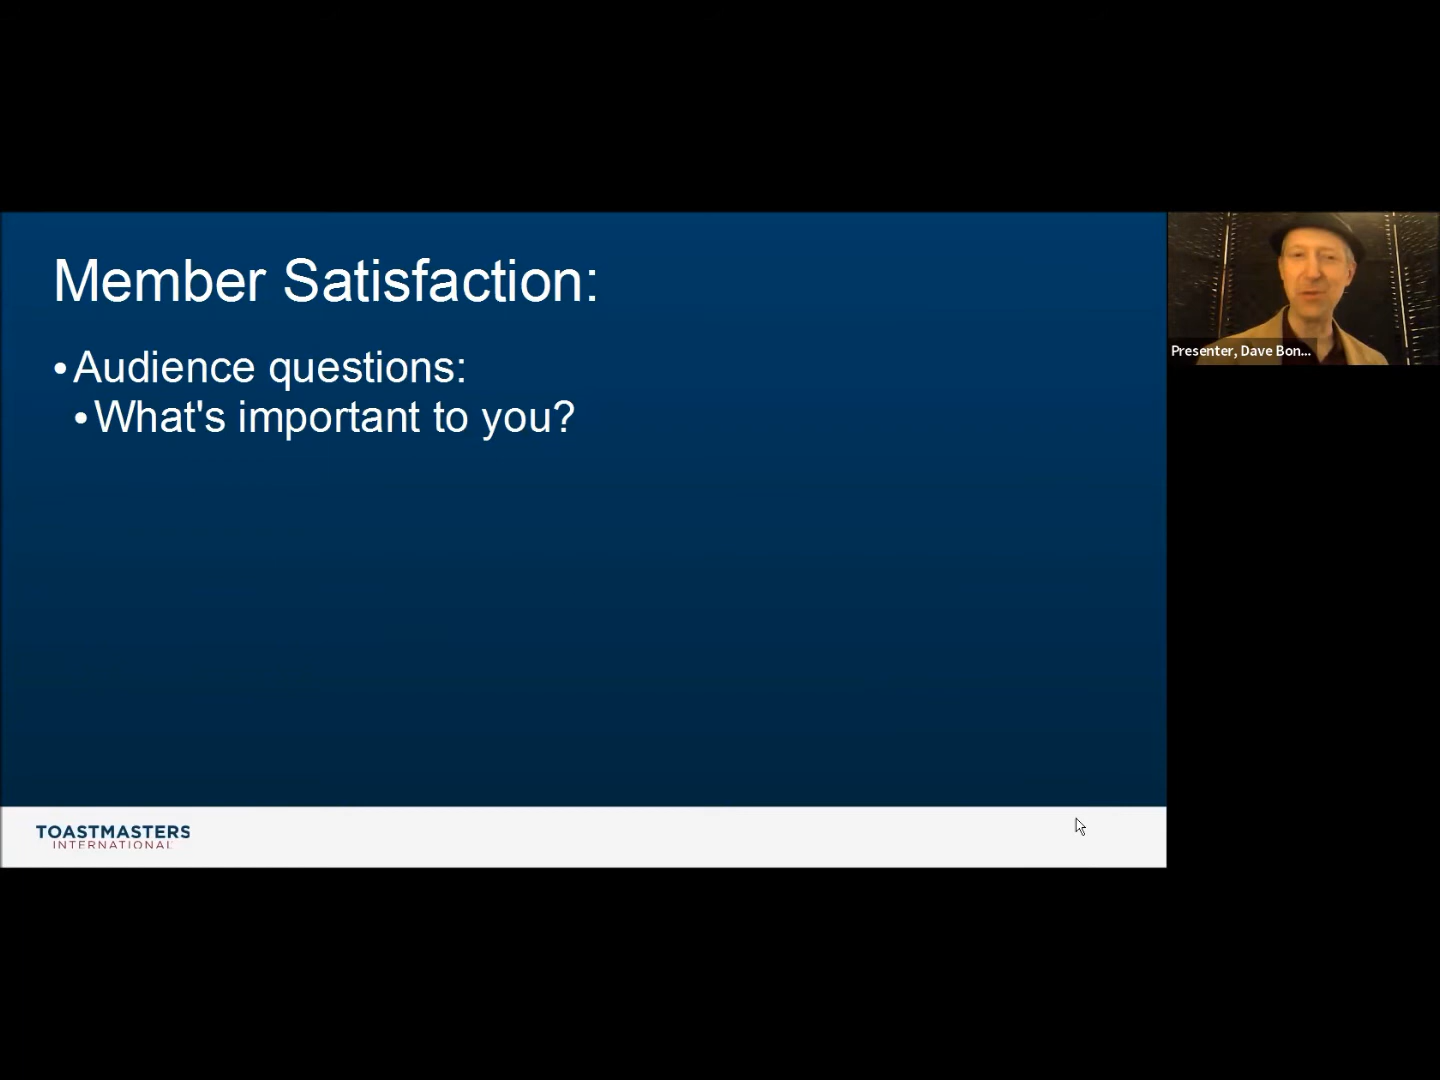 Member Satisfaction:
•Audience questions:
•What's important to you?
Presenter, Dave Bon...
TOASTMASTERS
INTERNATIONAL